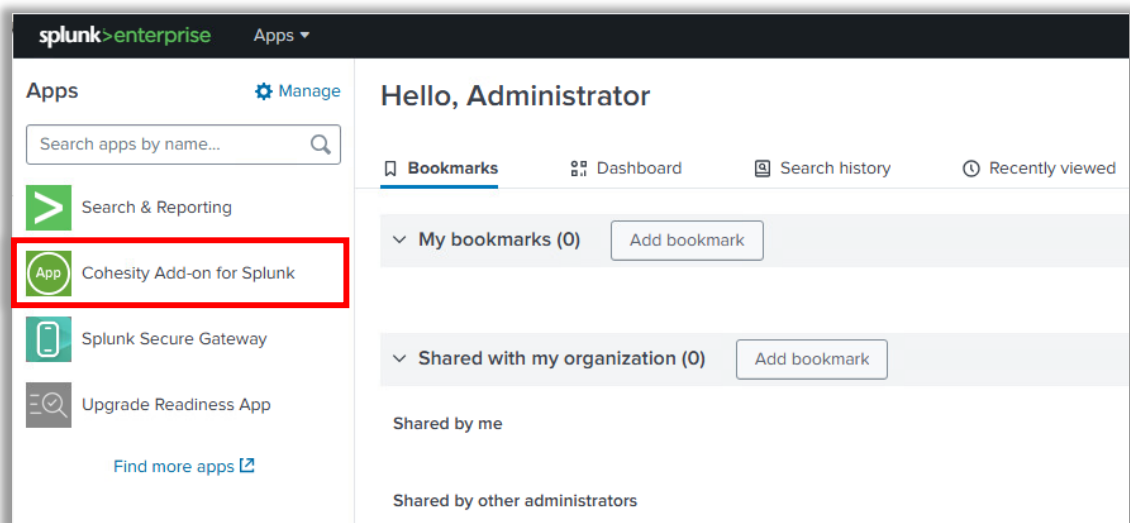 splunk>enterprise Apps ▾
Apps Manage
Search apps by name...
Search & Reporting
App Cohesity Add-on for Splunk
Splunk Secure Gateway
Upgrade Readiness App
Find more apps
Hello, Administrator
Bookmarks Dashboard Search history Recently viewed
My bookmarks (0) Add bookmark
Shared with my organization (0) Add bookmark
Shared by me
Shared by other administrators